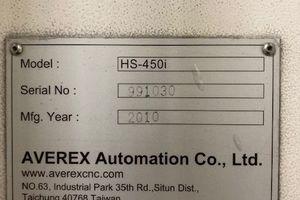 Model : HS-450i
Serial No : 991030
Mfg. Year : 2010
AVEREX Automation Co., Ltd.
www.averexcnc.com
NO.63, Industrial Park 35th Rd.,Situn Dist.,
Taichung 40768 Taiwan